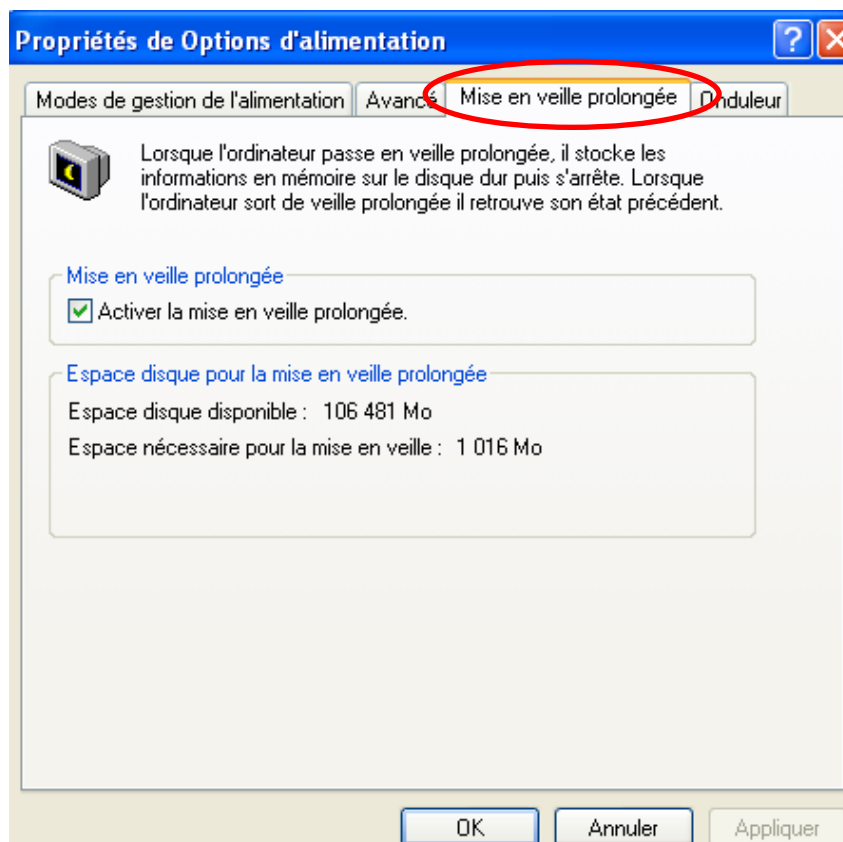 Propriétés de Options d'alimentation
Modes de gestion de l'alimentation Avancé Mise en veille prolongée Onduleur
Lorsque l'ordinateur passe en veille prolongée, il stocke les
informations en mémoire sur le disque dur puis s'arrête. Lorsque
l'ordinateur sort de veille prolongée il retrouve son état précédent.
Mise en veille prolongée
Activer la mise en veille prolongée.
Espace disque pour la mise en veille prolongée
Espace disque disponible : 106 481 Mo
Espace nécessaire pour la mise en veille : 1 016 Mo
OK Annuler Appliquer